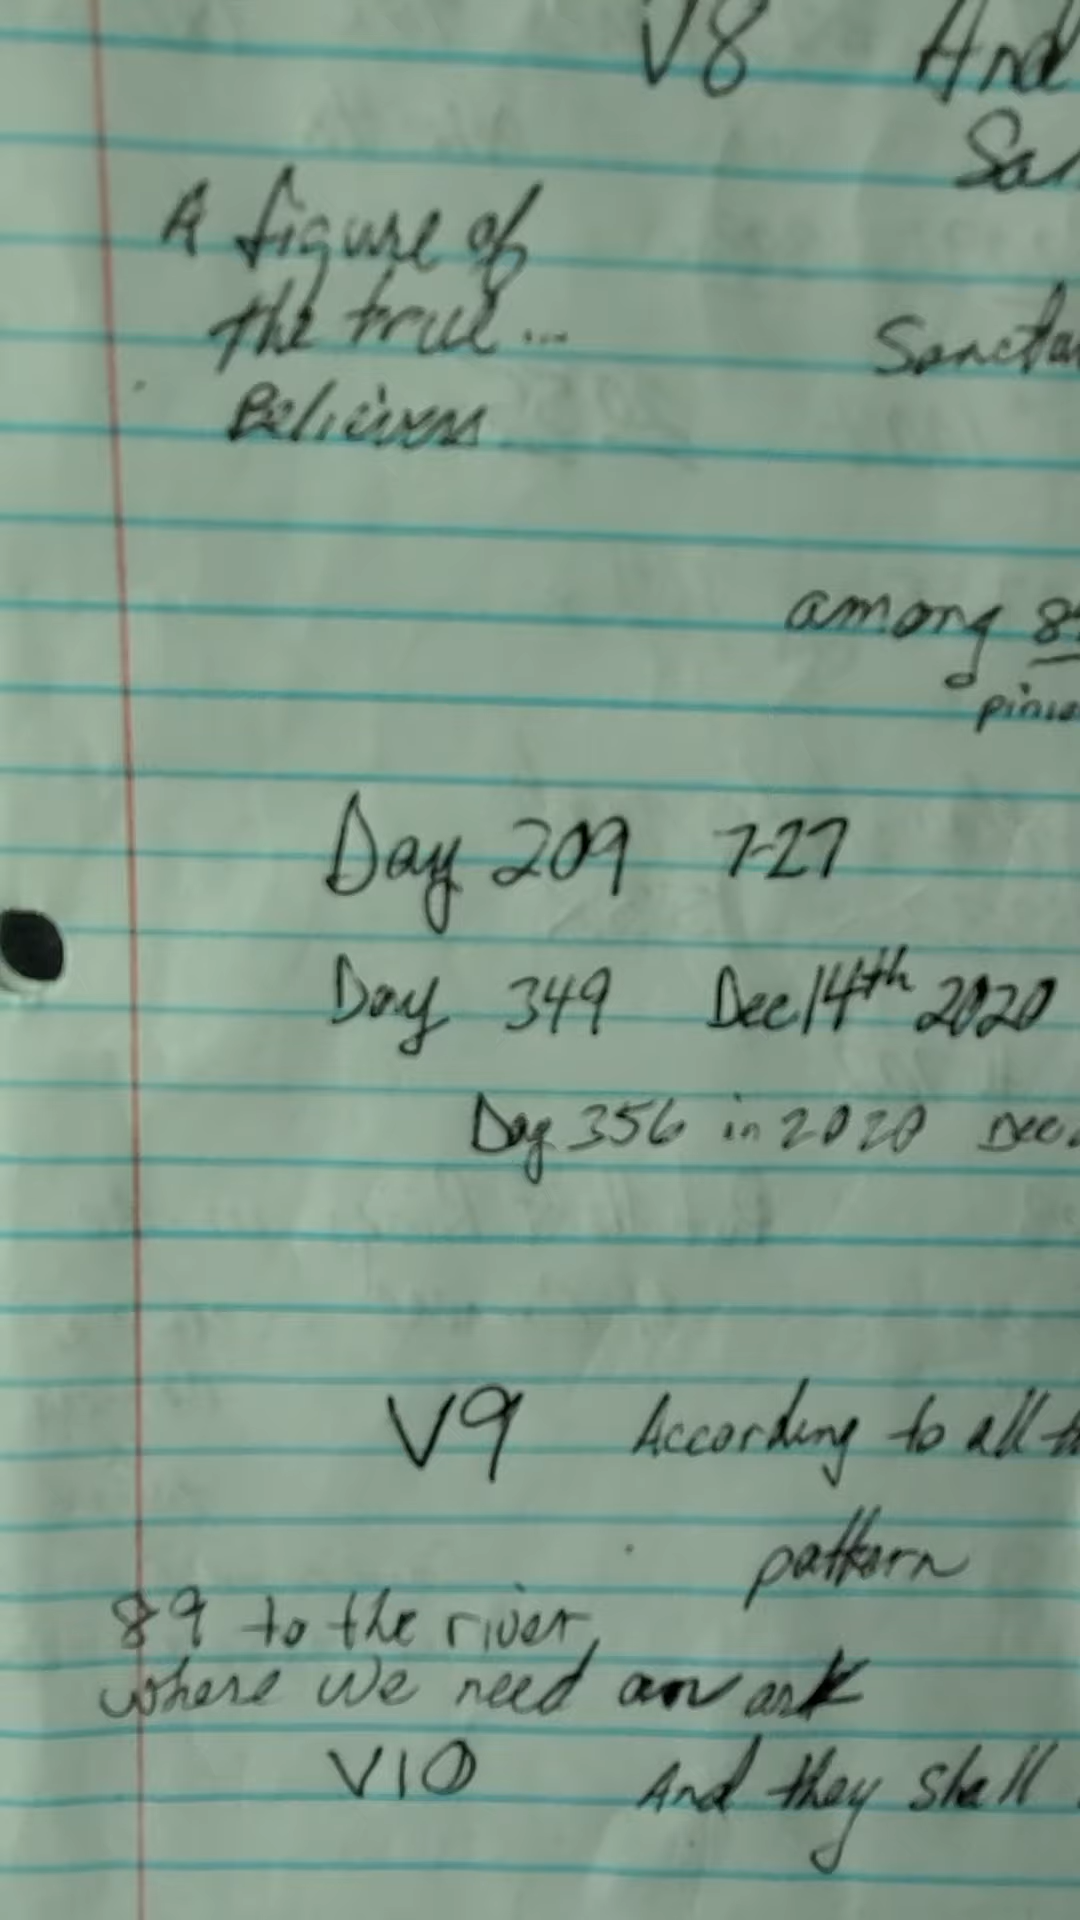 V8 And
A figure of
the true...
Believers
among
Day 209 7-27
Day 349 Dec 14th 2020
Day 356 in 2020 Dec
V9 According to all
pattern
89 to the river,
where we need an ark
V10 And they shall